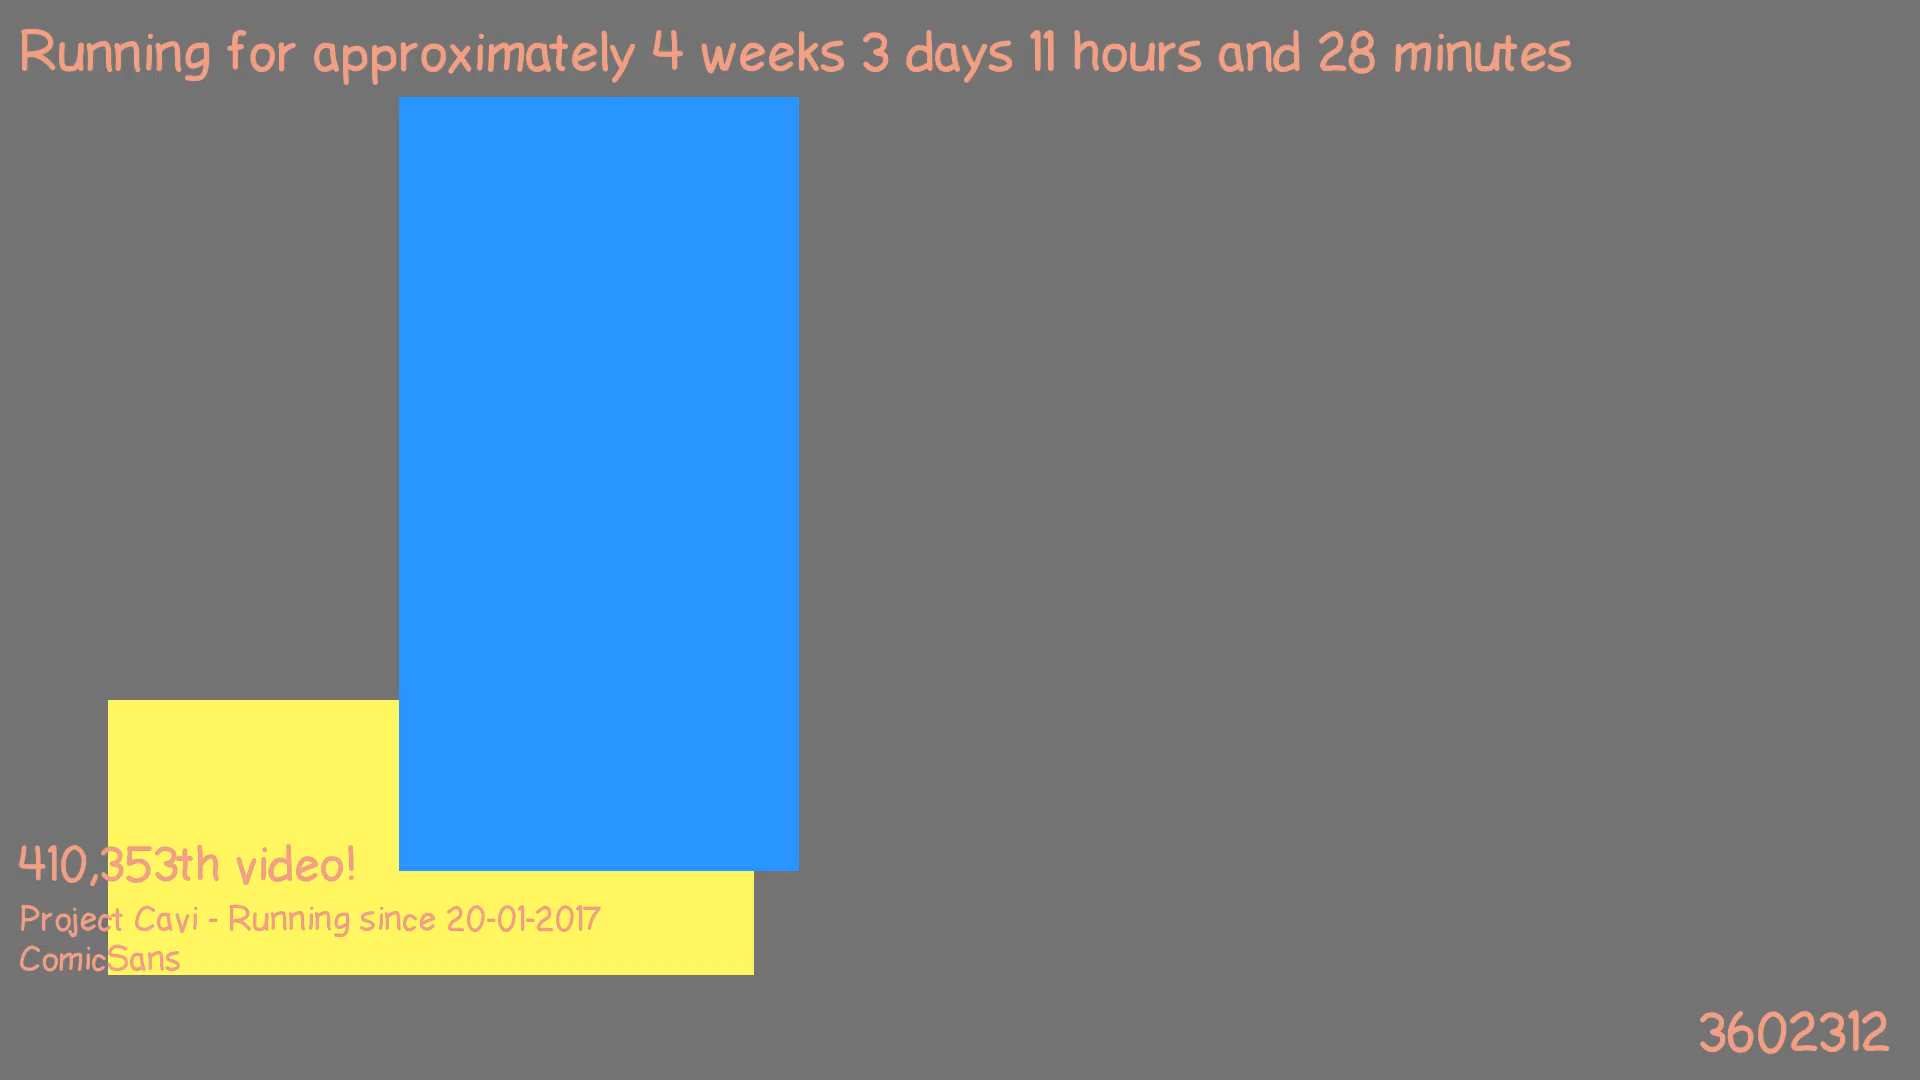 Running for approximately 4 weeks 3 days 11 hours and 28 minutes
410,353th video!
Project Cavi - Running since 20-01-2017
ComicSans
3602312